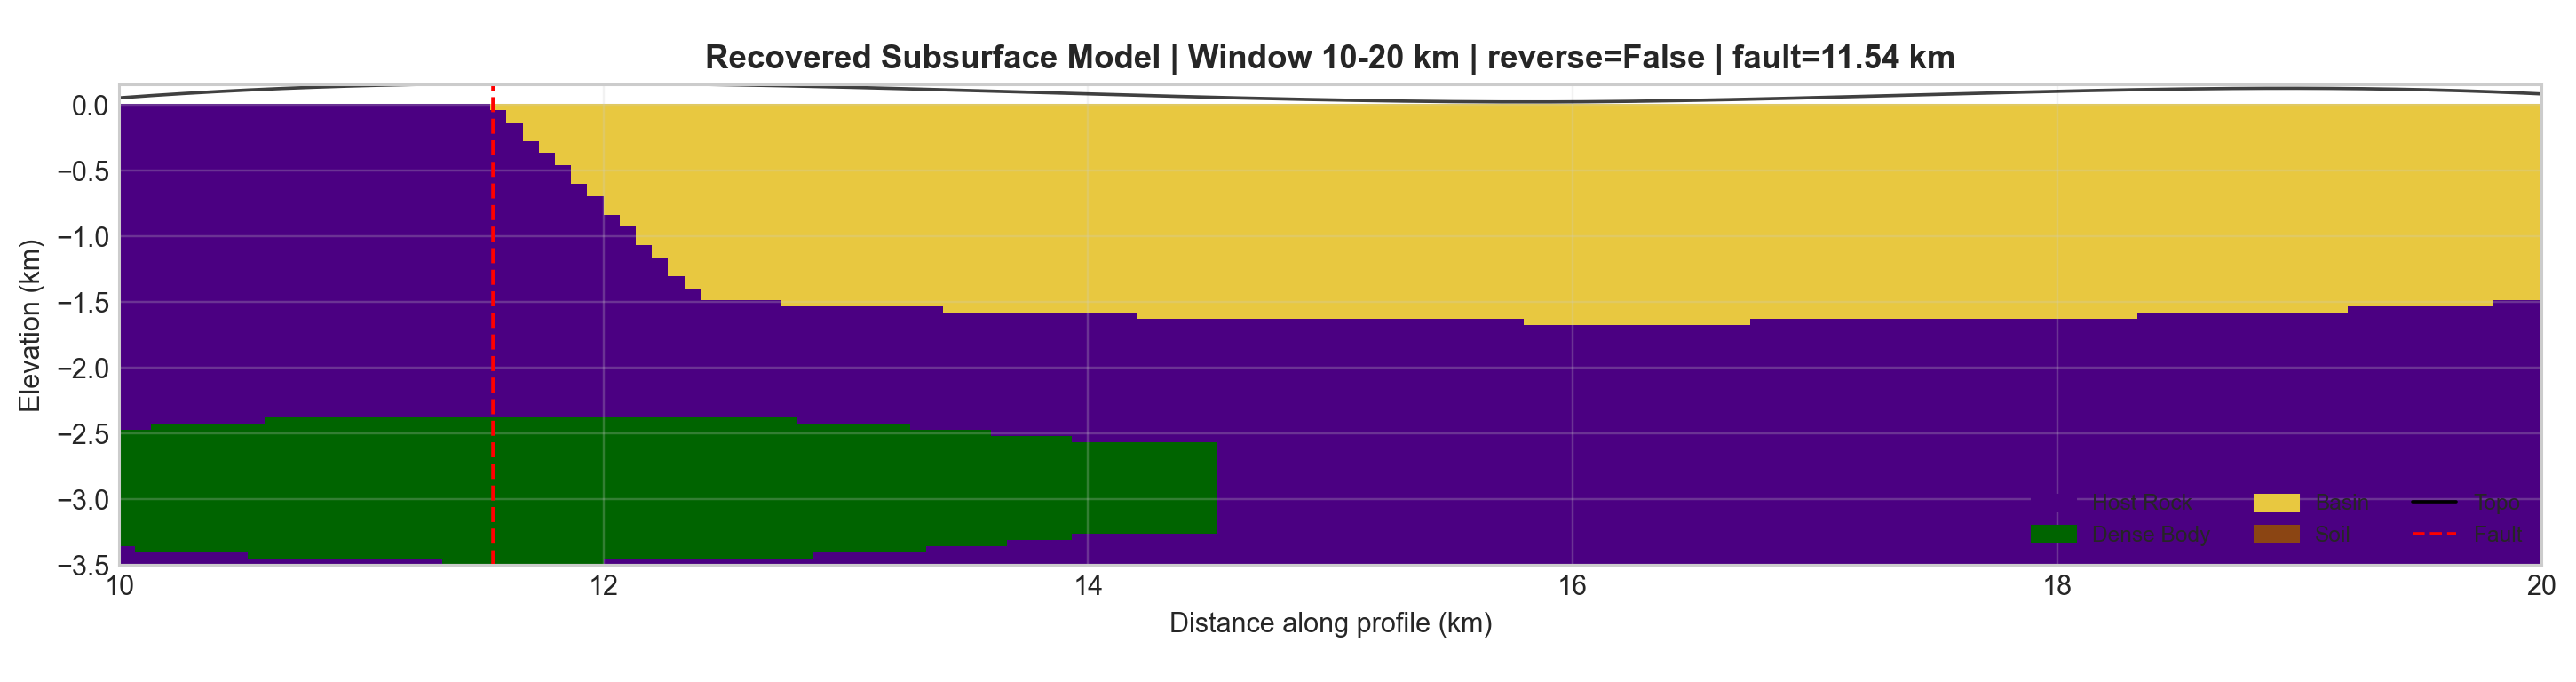 Recovered Subsurface Model | Window 10-20 km | reverse=False | fault=11.54 km
Elevation (km)
0.0
−0.5
−1.0
−1.5
−2.0
−2.5
−3.0
−3.5
10
12
14
16
18
20
Distance along profile (km)
Host Rock
Dense Body
Basin
Soil
Topo
Fault